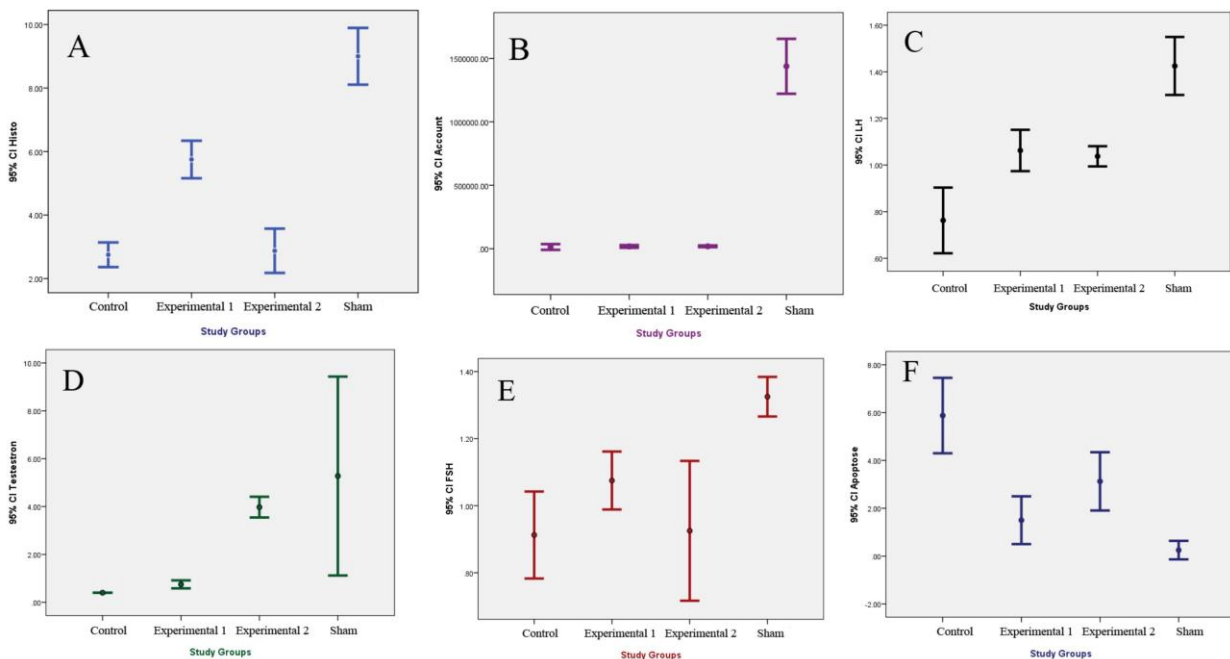 A
95% CI Histo
10.00
8.00
6.00
4.00
2.00
Control Experimental 1 Experimental 2 Sham
Study Groups
B
95% CI Account
1500000.00
1000000.00
500000.00
.00
Control Experimental 1 Experimental 2 Sham
Study Groups
C
95% CI LH
1.60
1.40
1.20
1.00
.80
.60
Control Experimental 1 Experimental 2 Sham
Study Groups
D
95% CI Testestron
10.00
8.00
6.00
4.00
2.00
.00
Control Experimental 1 Experimental 2 Sham
Study Groups
E
95% CI FSH
1.40
1.20
1.00
.80
Control Experimental 1 Experimental 2 Sham
Study Groups
F
95% CI Apoptose
8.00
6.00
4.00
2.00
.00
-2.00
Control Experimental 1 Experimental 2 Sham
Study Groups